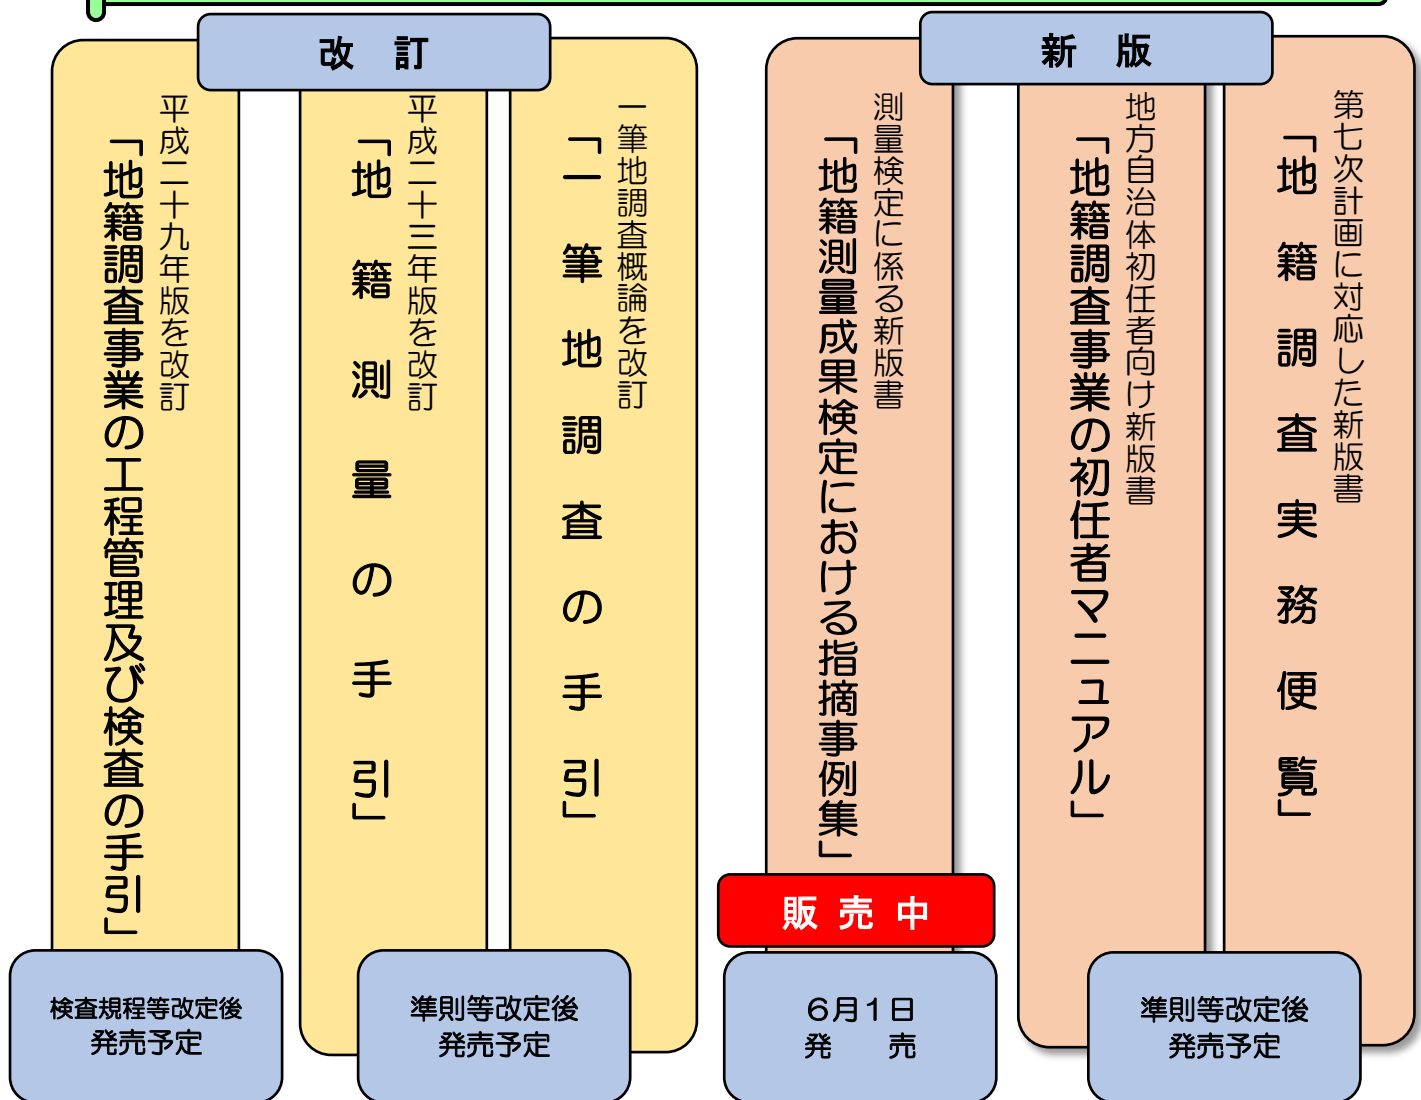 新　版
第七次計画に対応した新版書
「地籍調査実務便覧」
地方自治体初任者向け新版書
「地籍調査事業の初任者マニュアル」
準則等改定後
発売予定
測量検定に係る新版書
「地籍測量成果検定における指摘事例集」
販売中
６月１日
発　売
改　訂
一筆地調査概論を改訂
「一筆地調査の手引」
平成二十三年版を改訂
「地籍測量の手引」
準則等改定後
発売予定
平成二十九年版を改訂
「地籍調査事業の工程管理及び検査の手引」
検査規程等改定後
発売予定